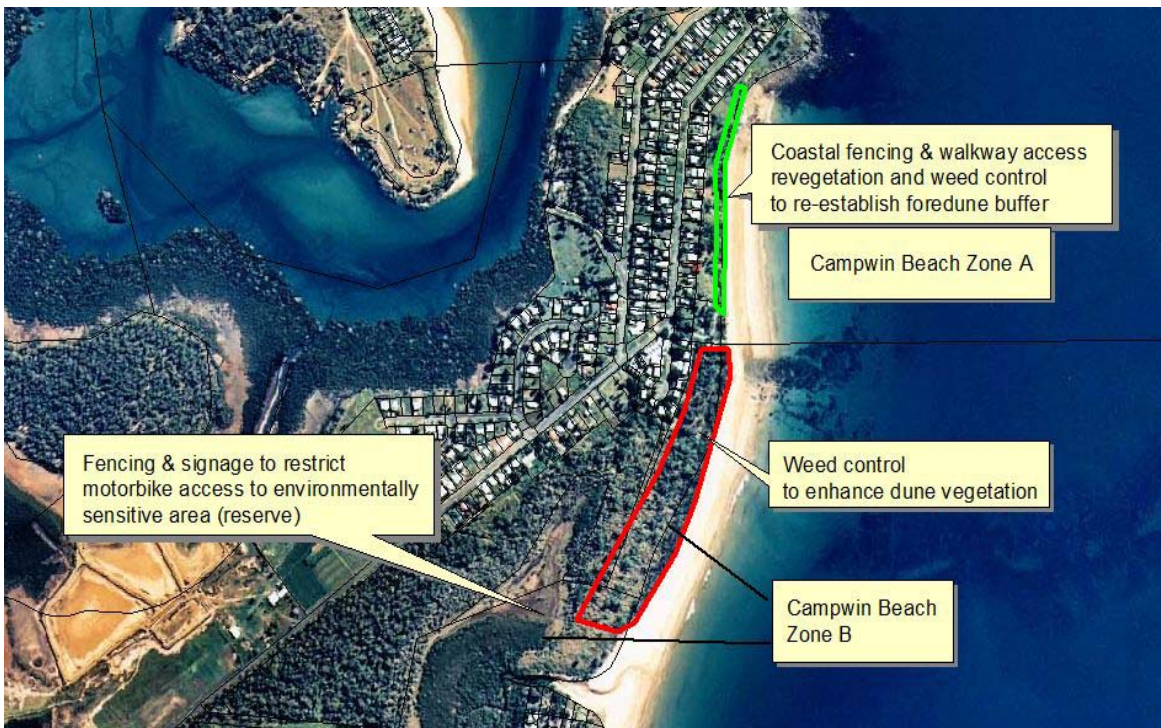 Coastal fencing & walkway access
revegetation and weed control
to re-establish foredune buffer
Campwin Beach Zone A
Fencing & signage to restrict
motorbike access to environmentally
sensitive area (reserve)
Weed control
to enhance dune vegetation
Campwin Beach
Zone B